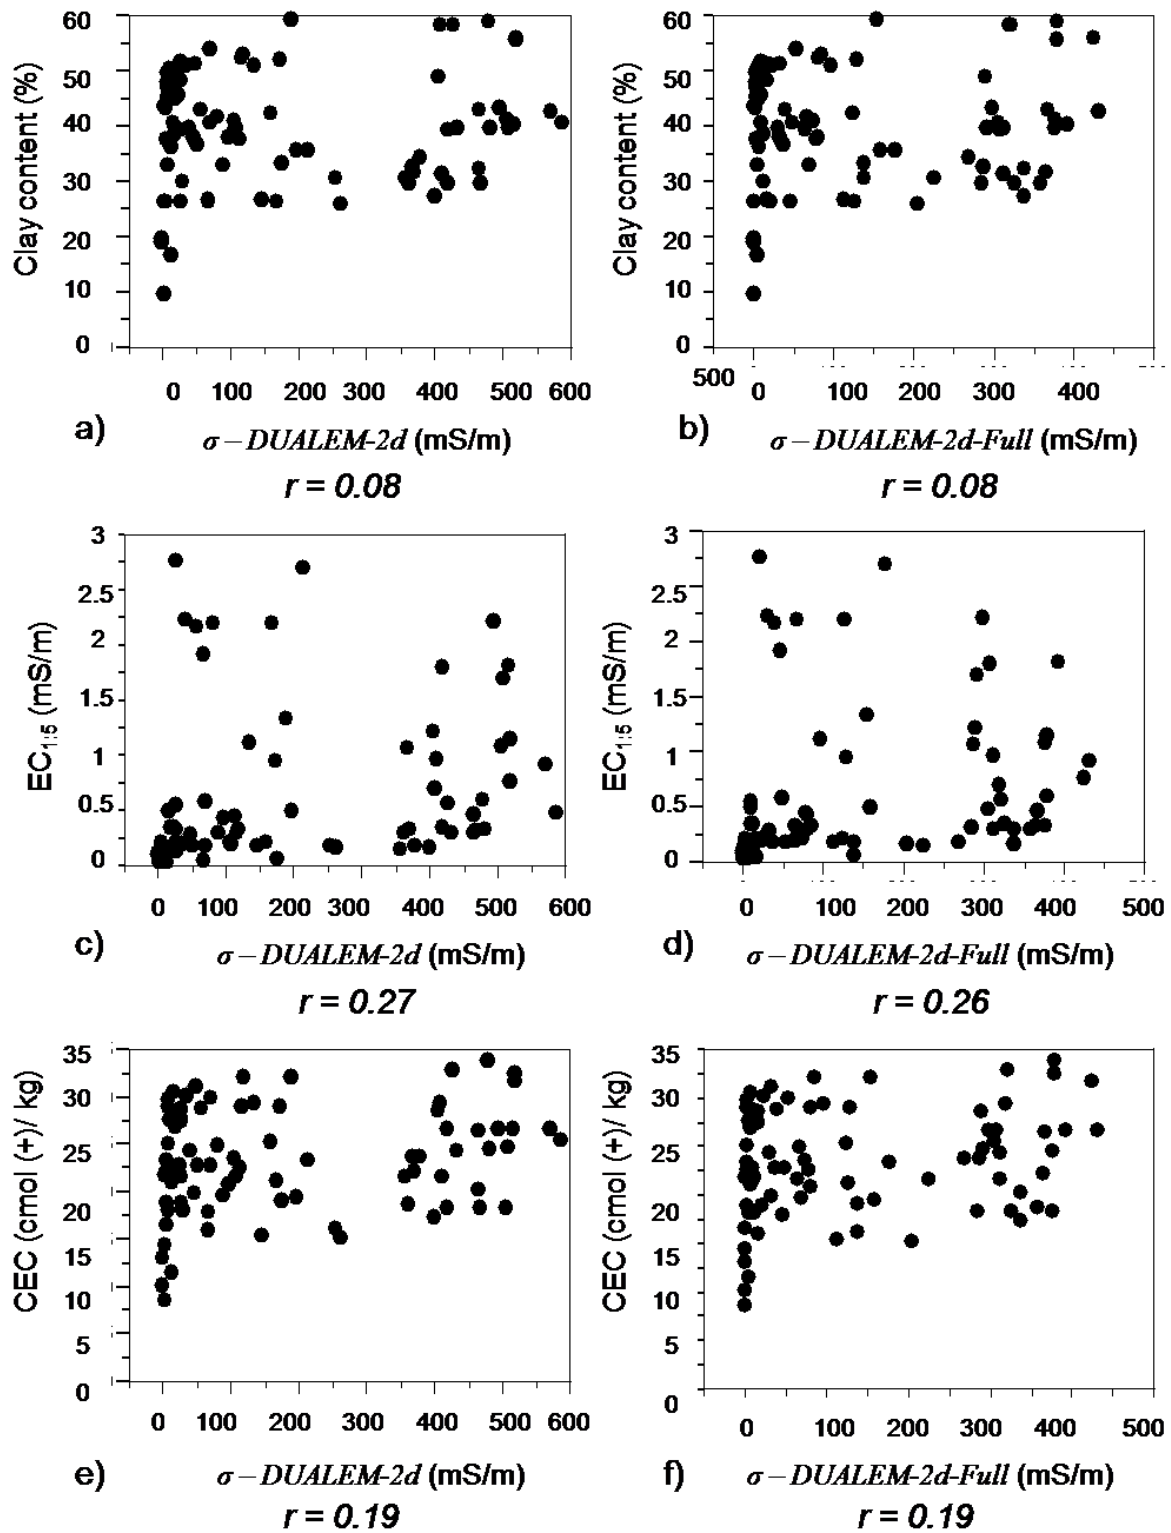 60 60
50 50
40 40
30 30
20 20
10 10
0 0
Clay content (%) Clay content (%)
0 100 200 300 400 500 600 500 0 100 200 300 400
a) σ – DUALEM-2d (mS/m) b) σ – DUALEM-2d-Full (mS/m)
r = 0.08 r = 0.08
3 3
2.5 2.5
2 2
1.5 1.5
1 1
0.5 0.5
0 0
EC1:5 (mS/m) EC1:5 (mS/m)
0 100 200 300 400 500 600 0 100 200 300 400 500
c) σ – DUALEM-2d (mS/m) d) σ – DUALEM-2d-Full (mS/m)
r = 0.27 r = 0.26
35 35
30 30
25 25
20 20
15 15
10 10
5 5
0 0
CEC (cmol (+)/ kg) CEC (cmol (+)/ kg)
0 100 200 300 400 500 600 0 100 200 300 400 500
e) σ – DUALEM-2d (mS/m) f) σ – DUALEM-2d-Full (mS/m)
r = 0.19 r = 0.19